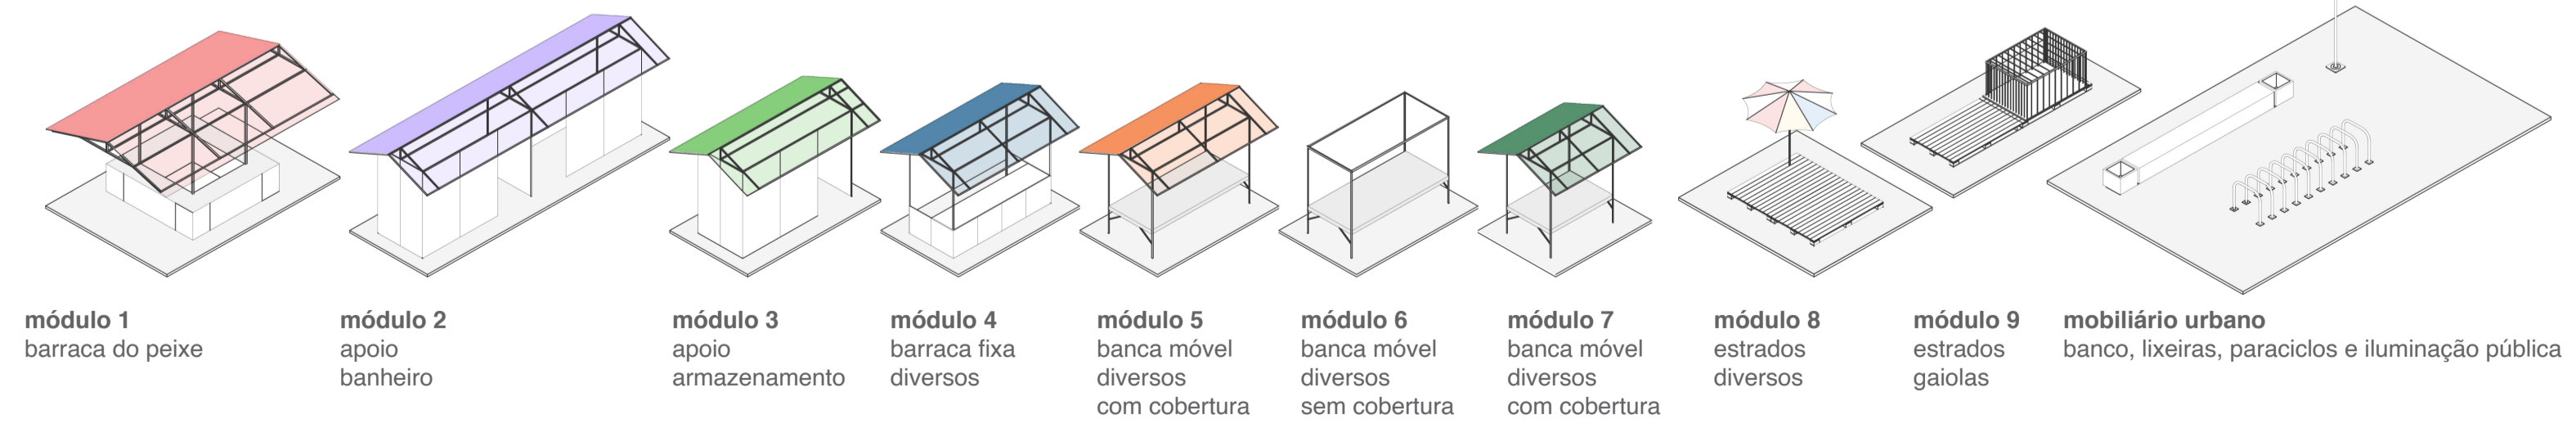 módulo 1
barraca do peixe
módulo 2
apoio
banheiro
módulo 3
apoio
armazenamento
módulo 4
barraca fixa
diversos
módulo 5
banca móvel
diversos
com cobertura
módulo 6
banca móvel
diversos
sem cobertura
módulo 7
banca móvel
diversos
com cobertura
módulo 8
estrados
diversos
módulo 9
estrados
gaiolas
mobiliário urbano
banco, lixeiras, paraciclos e iluminação pública